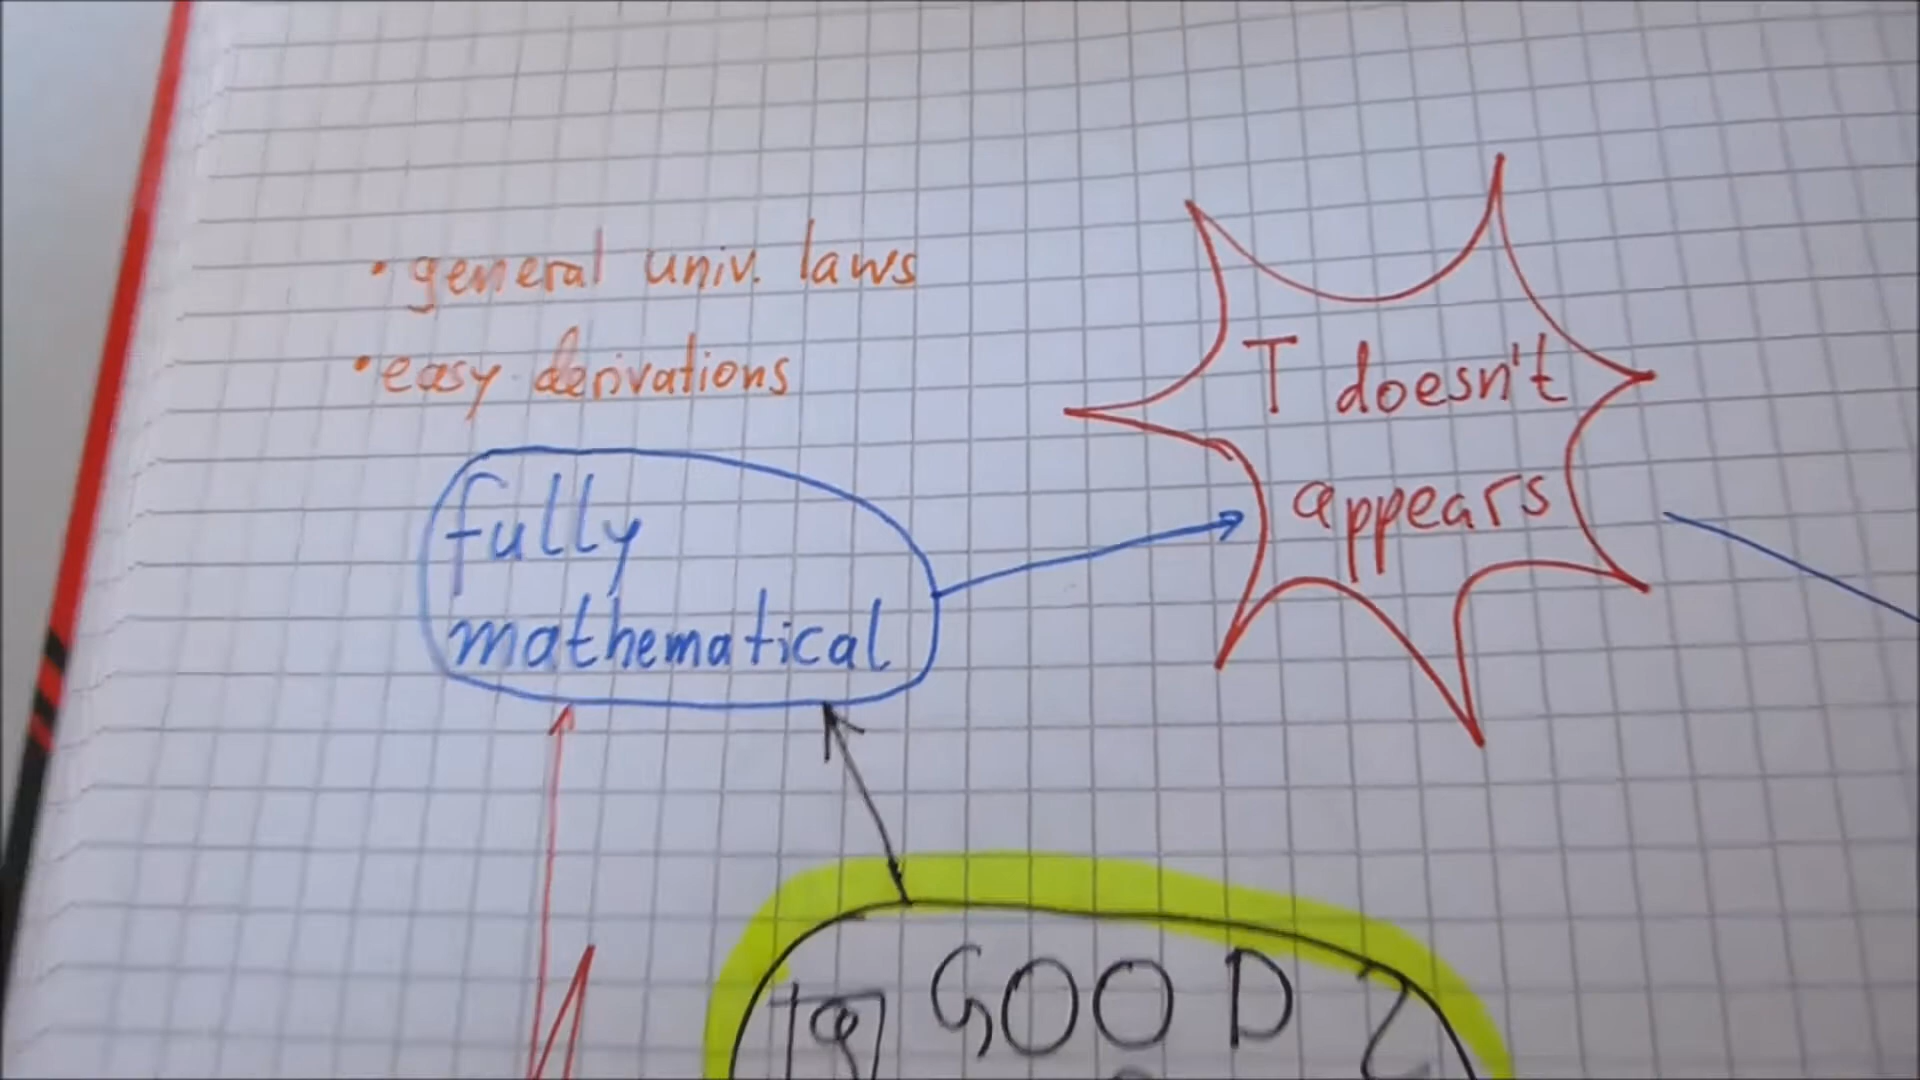 • general univ. laws
• easy derivations
fully
mathematical
T doesn't
appears
GOOD